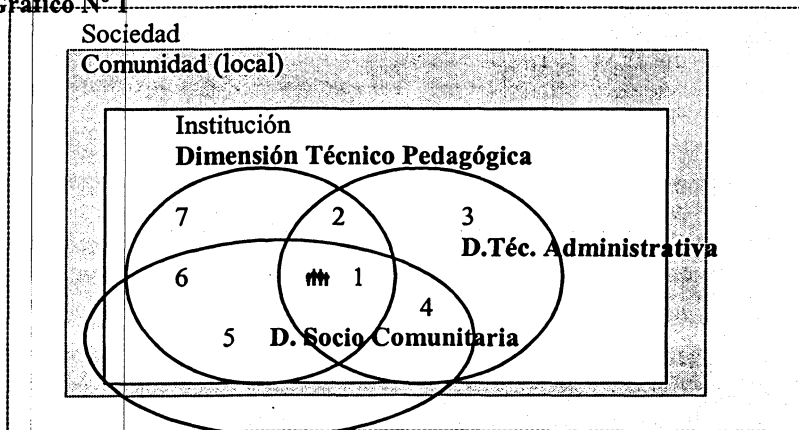 Gráfico Nº 1
Sociedad
Comunidad (local)
Institución
Dimensión Técnico Pedagógica
7 2 3
D.Téc. Administrativa
6 1
4
5 D. Socio Comunitaria